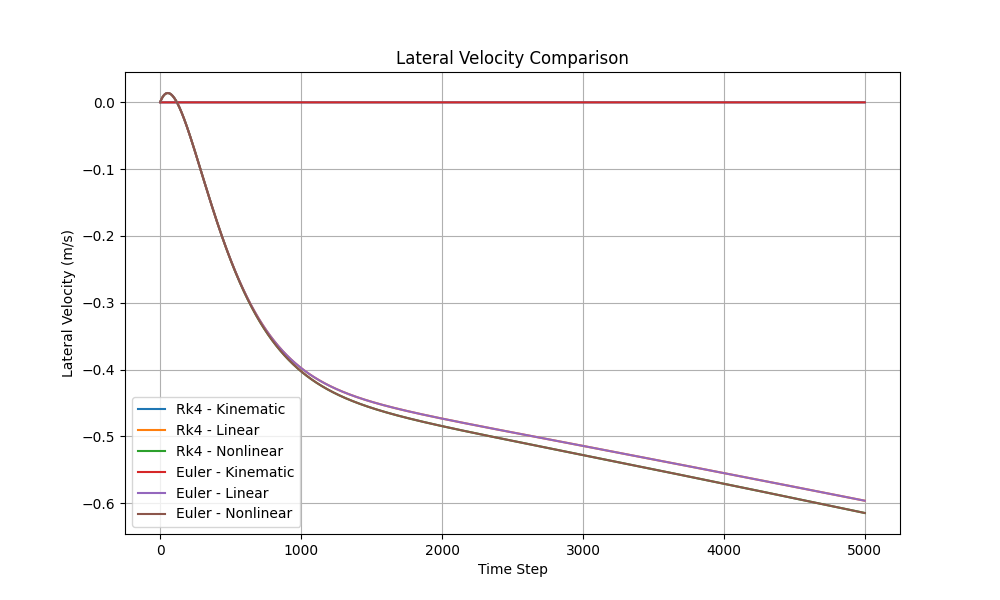 Lateral Velocity Comparison
Lateral Velocity (m/s)
0.0
−0.1
−0.2
−0.3
−0.4
−0.5
−0.6
Rk4 - Kinematic
Rk4 - Linear
Rk4 - Nonlinear
Euler - Kinematic
Euler - Linear
Euler - Nonlinear
0 1000 2000 3000 4000 5000
Time Step